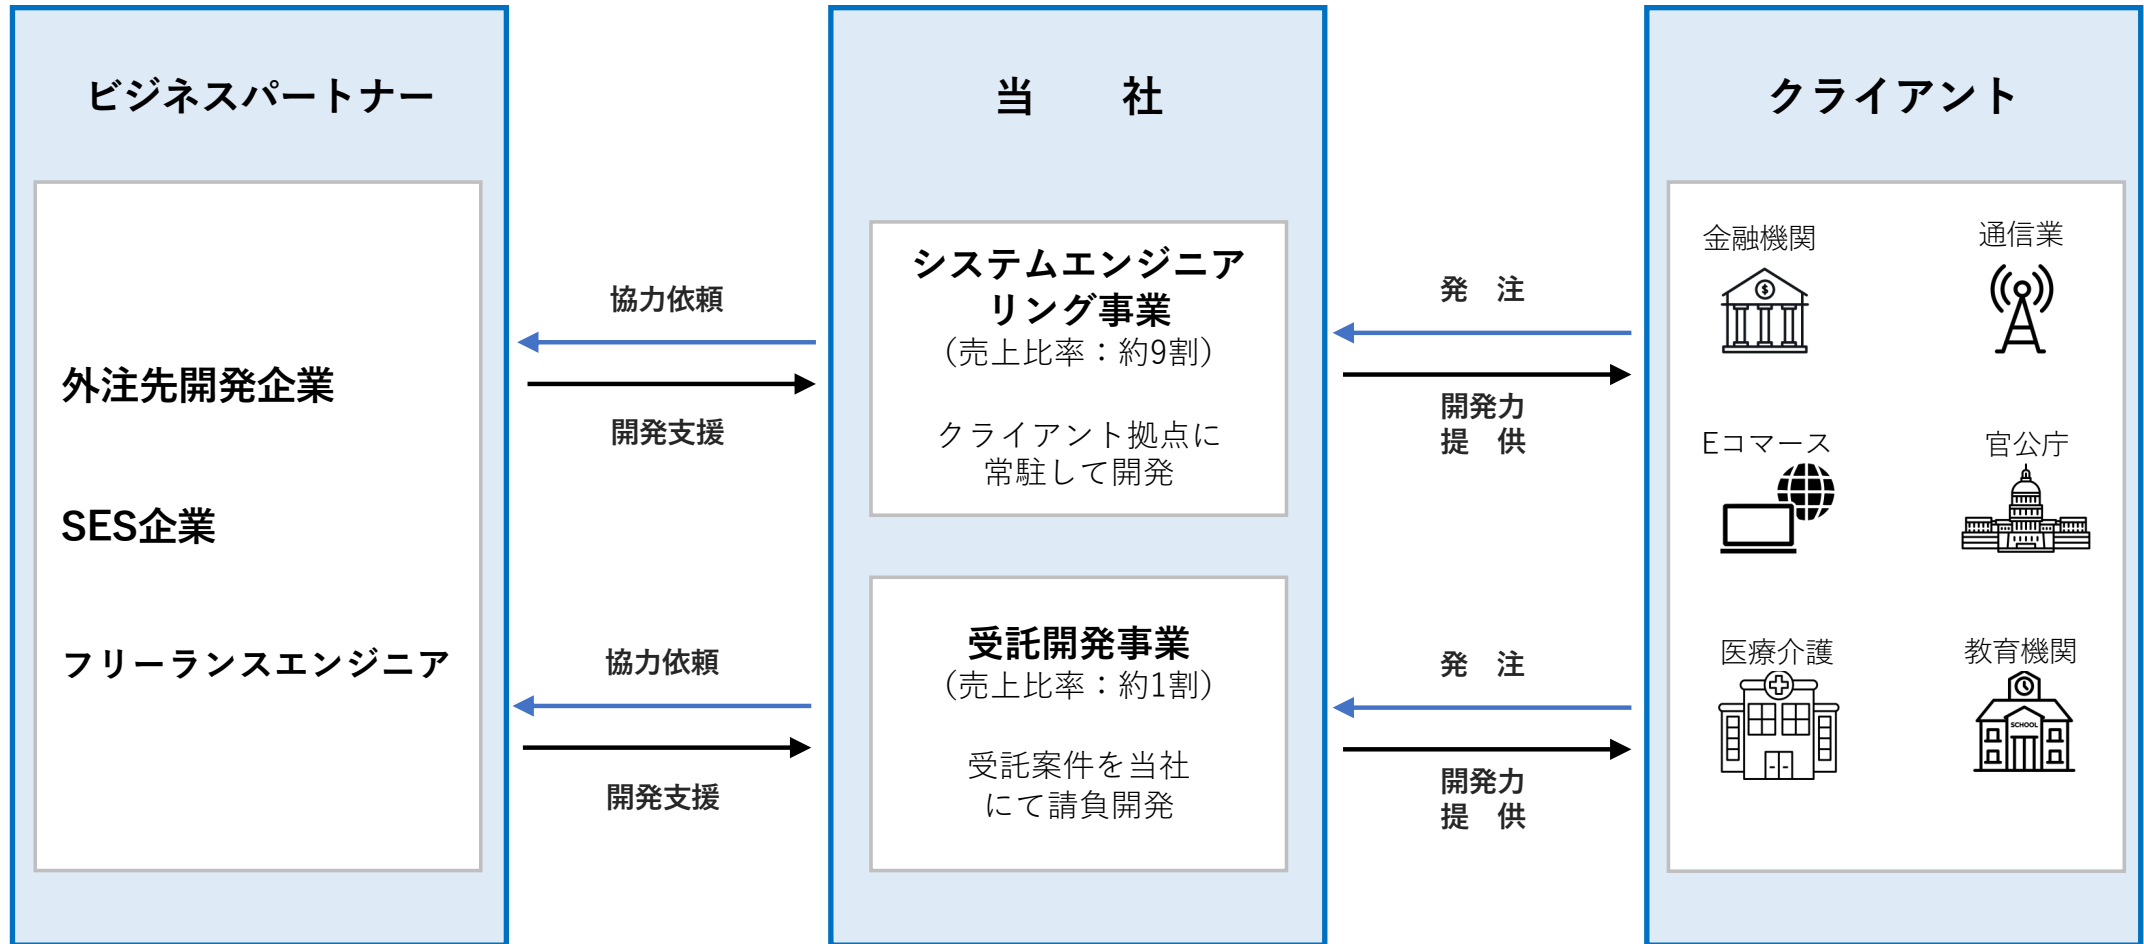 ビジネスパートナー
外注先開発企業
SES企業
フリーランスエンジニア
協力依頼
開発支援
協力依頼
開発支援
当　社
システムエンジニア
リング事業
（売上比率：約9割）
クライアント拠点に
常駐して開発
受託開発事業
（売上比率：約1割）
受託案件を当社
にて請負開発
発　注
開発力
提　供
発　注
開発力
提　供
クライアント
金融機関
通信業
Eコマース
官公庁
医療介護
教育機関
SCHOOL